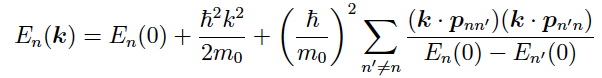 $E_n(\boldsymbol{k}) = E_n(0) + \frac{\hbar^2 k^2}{2m_0} + \left(\frac{\hbar}{m_0}\right)^2 \sum_{n' \neq n} \frac{(\boldsymbol{k} \cdot \boldsymbol{p}_{nn'})(\boldsymbol{k} \cdot \boldsymbol{p}_{n'n})}{E_n(0) - E_{n'}(0)}$